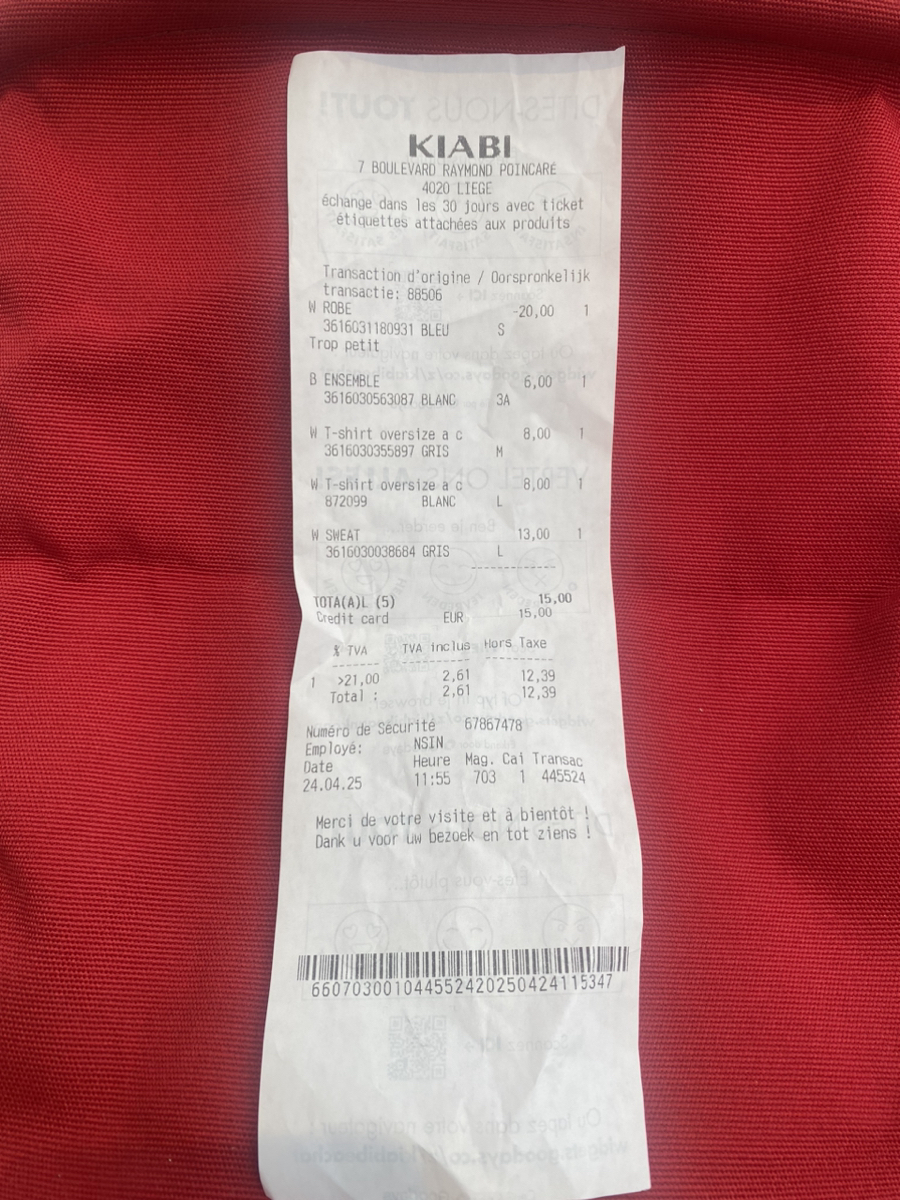 KIABI
7 BOULEVARD RAYMOND POINCARE
4020 LIEGE
échange dans les 30 jours avec ticket
étiquettes attachées aux produits
Transaction d'origine / Oorspronkelijk
transactie: 88506
W ROBE -20,00 1
3616031180931 BLEU S
Trop petit
B ENSEMBLE 6,00 1
3616030563087 BLANC 3A
W T-shirt oversize a c 8,00 1
3616030355897 GRIS M
W T-shirt oversize a c 8,00 1
872099 BLANC L
W SWEAT 13,00 1
3616030038684 GRIS L
------------
TOTA(A)L (5) 15,00
Credit card EUR 15,00
% TVA TVA inclus Hors Taxe
------- ---------- ----------
1 >21,00 2,61 12,39
Total : 2,61 12,39
Numéro de Sécurité 67867478
Employé: NSIN
Date Heure Mag. Cai Transac
24.04.25 11:55 703 1 445524
Merci de votre visite et à bientôt !
Dank u voor uw bezoek en tot ziens !
6607030010445524202504241 15347